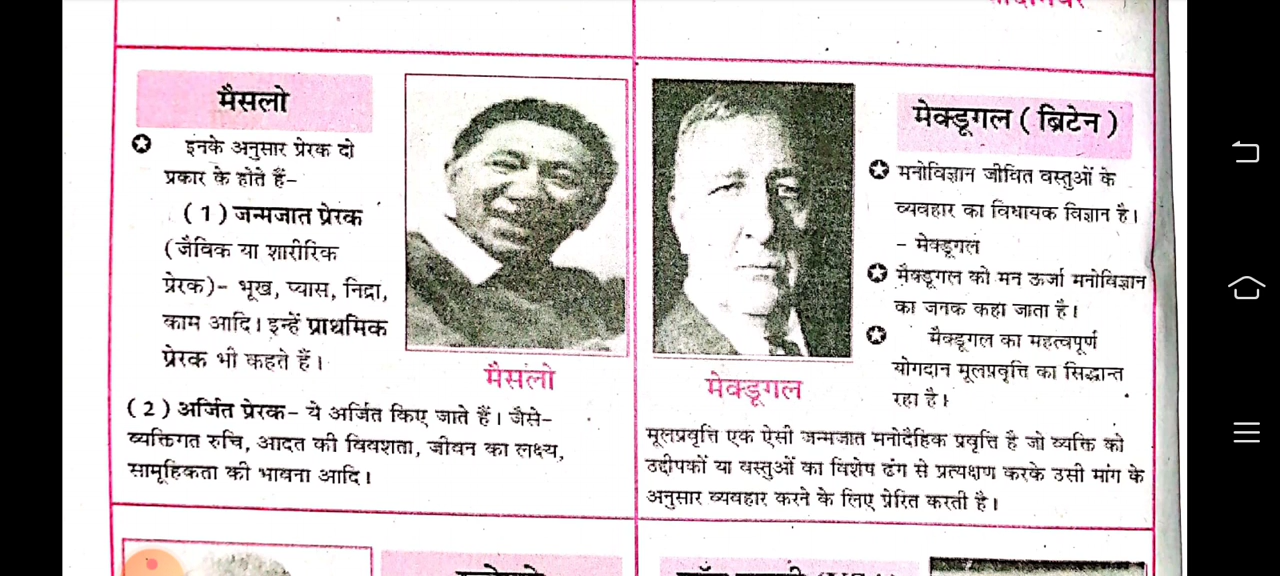 मैसलो
✪ इनके अनुसार प्रेरक दो
प्रकार के होते हैं-
(1) जन्मजात प्रेरक
(जैविक या शारीरिक
प्रेरक)- भूख, प्यास, निद्रा,
काम आदि। इन्हें प्राथमिक
प्रेरक भी कहते हैं।
मैसलो
(2) अर्जित प्रेरक- ये अर्जित किए जाते हैं। जैसे-
व्यक्तिगत रुचि, आदत की विवशता, जीवन का लक्ष्य,
सामूहिकता की भावना आदि।
मेक्डूगल (ब्रिटेन)
✪ मनोविज्ञान जीवित वस्तुओं के
व्यवहार का विधायक विज्ञान है।
- मेक्डूगल
✪ मैक्डूगल को मन ऊर्जा मनोविज्ञान
का जनक कहा जाता है।
✪ मैक्डूगल का महत्वपूर्ण
योगदान मूलप्रवृत्ति का सिद्धान्त
रहा है।
मेक्डूगल
मूलप्रवृत्ति एक ऐसी जन्मजात मनोदैहिक प्रवृत्ति है जो व्यक्ति को
उद्दीपकों या वस्तुओं का विशेष ढंग से प्रत्यक्षण करके उसी मांग के
अनुसार व्यवहार करने के लिए प्रेरित करती है।